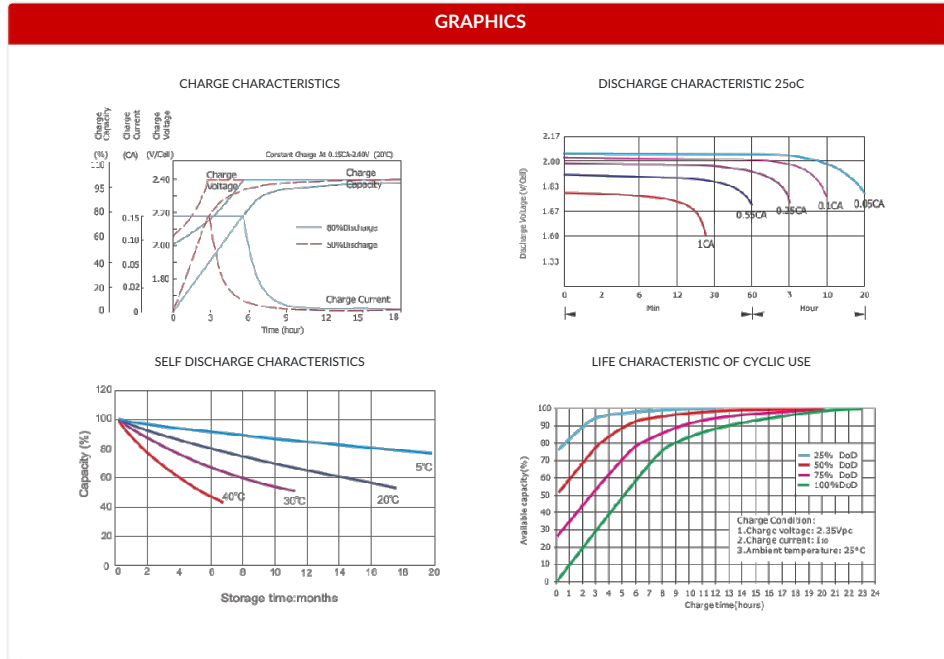 GRAPHICS
CHARGE CHARACTERISTICS
Charge Capacity
Charge Current
Charge Voltage
(%) (CA) (V/Cell)
Constant Charge At 0.15CA-2.40V (20°C)
110
95
80
60
40
20
0
0.15
0.10
0.05
0.02
0
2.40
2.20
2.00
1.80
Charge Voltage
Charge Capacity
80%Discharge
50%Discharge
Charge Current
0 3 6 9 12 15 18
Time (hour)
DISCHARGE CHARACTERISTIC 25oC
Discharge Voltage (V/Cell)
2.17
2.00
1.83
1.67
1.33
1CA
0.55CA
0.25CA
0.1CA
0.05CA
0 2 6 12 30 60 3 10 20
Min Hour
SELF DISCHARGE CHARACTERISTICS
Capacity (%)
120
100
80
60
40
20
0
40°C
30°C
20°C
5°C
0 2 4 6 8 10 12 14 16 18 20
Storage time:months
LIFE CHARACTERISTIC OF CYCLIC USE
Available capacity(%)
100
90
80
70
60
50
40
30
20
10
0
25% DoD
50% DoD
75% DoD
100%DoD
Charge Condition:
1.Charge voltage: 2.35Vpc
2.Charge current: I₁₀
3.Ambient temperature: 25°C
0 1 2 3 4 5 6 7 8 9 10 11 12 13 14 15 16 17 18 19 20 21 22 23 24
Charge time(hours)